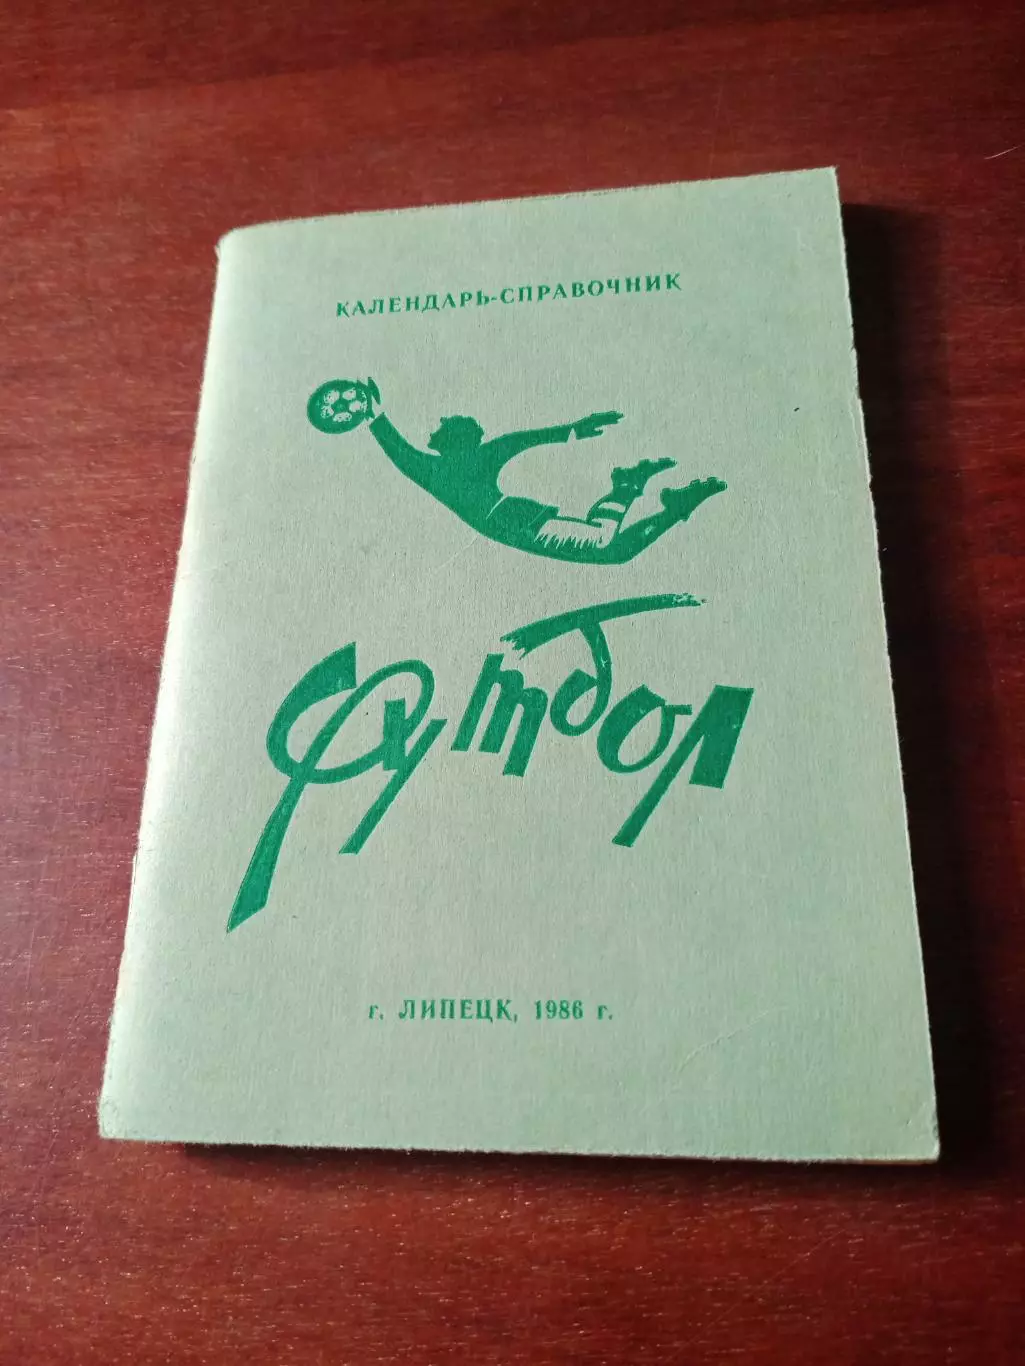 КАЛЕНДАРЬ-СПРАВОЧНИК
Футбол
г. ЛИПЕЦК, 1986 г.